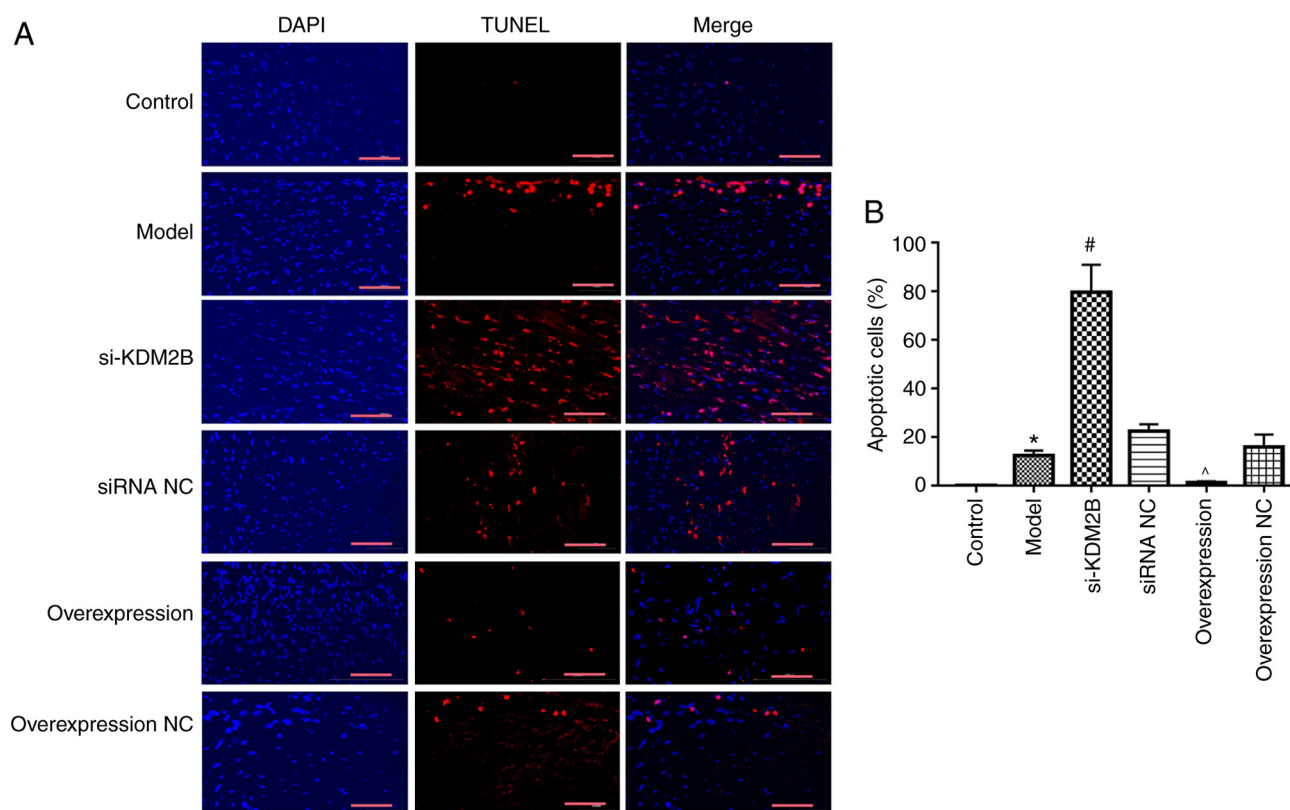 A
DAPI
TUNEL
Merge
Control
Model
si-KDM2B
siRNA NC
Overexpression
Overexpression NC
B
Apoptotic cells (%)
100
80
60
40
20
0
*
#
^
Control
Model
si-KDM2B
siRNA NC
Overexpression
Overexpression NC